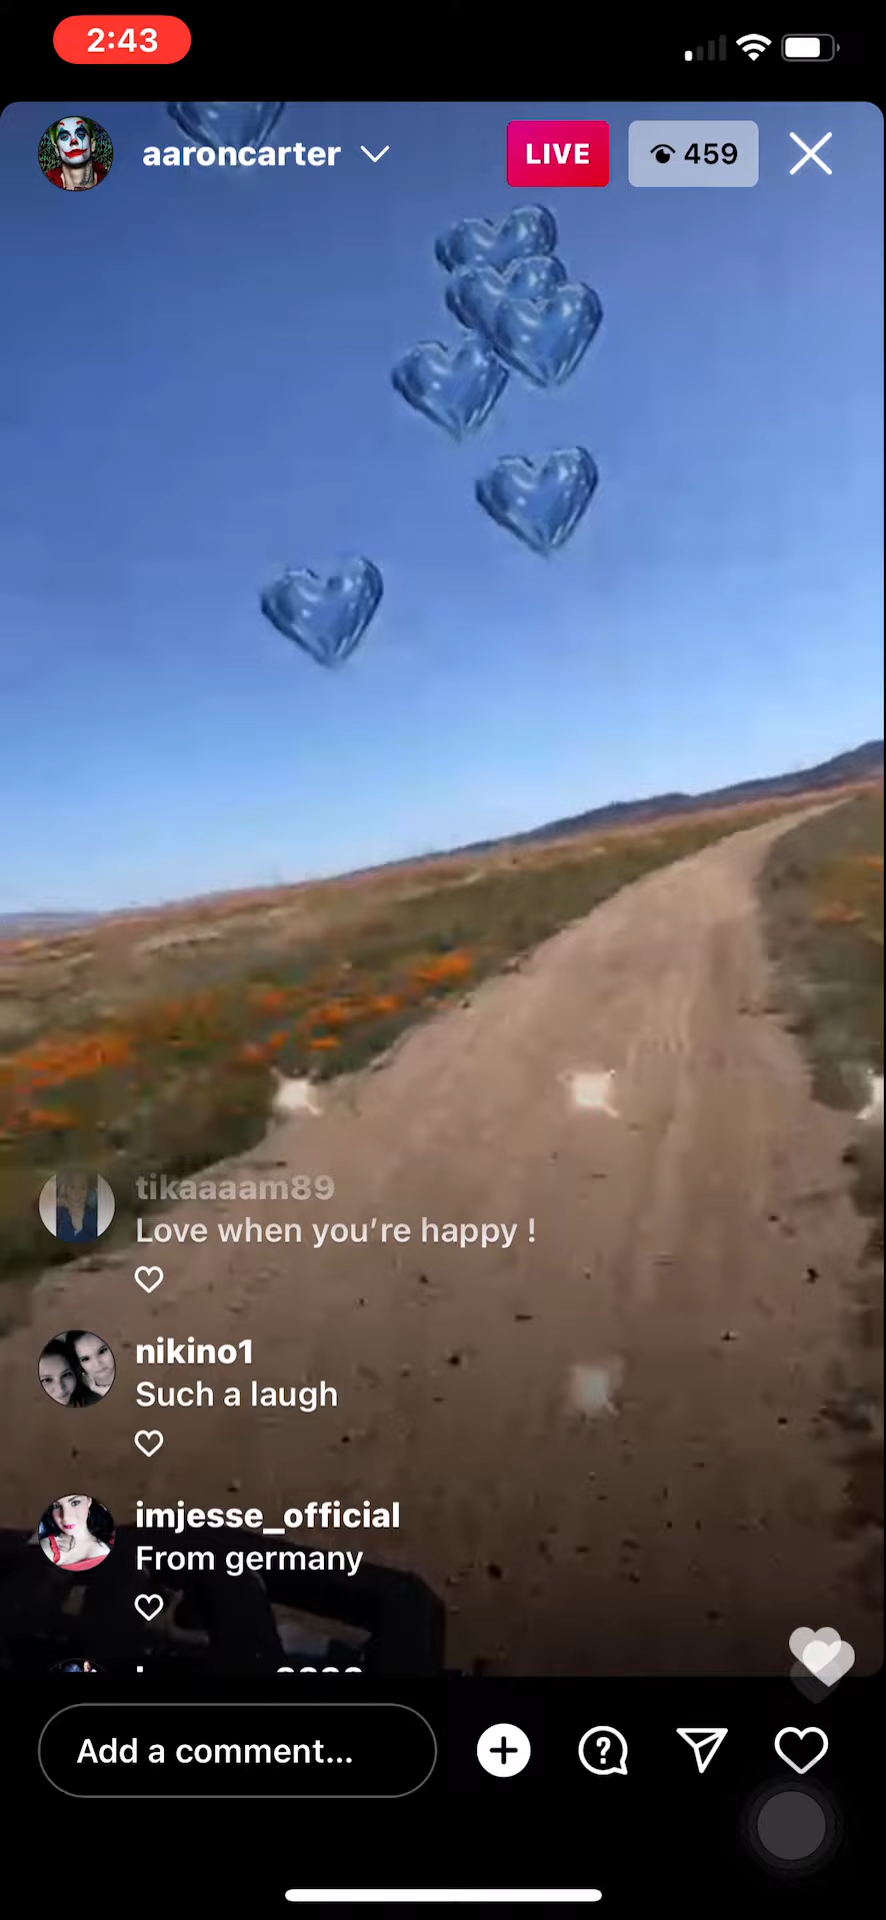 2:43
aaroncarter
LIVE
459
tikaaaam89
Love when you're happy !
nikino1
Such a laugh
imjesse_official
From germany
Add a comment...